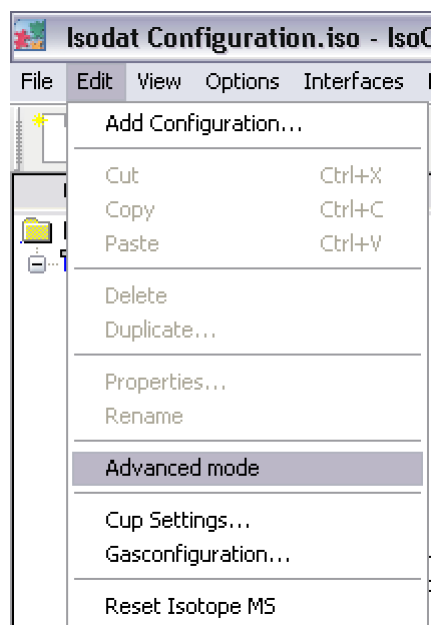 Isodat Configuration.iso - Iso
File Edit View Options Interfaces
Add Configuration...
Cut Ctrl+X
Copy Ctrl+C
Paste Ctrl+V
Delete
Duplicate...
Properties...
Rename
Advanced mode
Cup Settings...
Gasconfiguration...
Reset Isotope MS